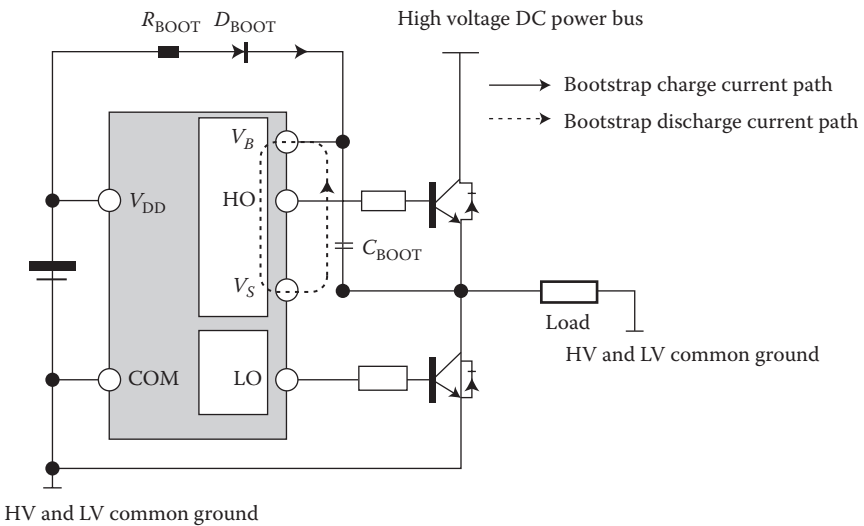 R_BOOT D_BOOT
High voltage DC power bus
Bootstrap charge current path
Bootstrap discharge current path
V_B
V_DD
HO
C_BOOT
V_S
Load
HV and LV common ground
COM
LO
HV and LV common ground